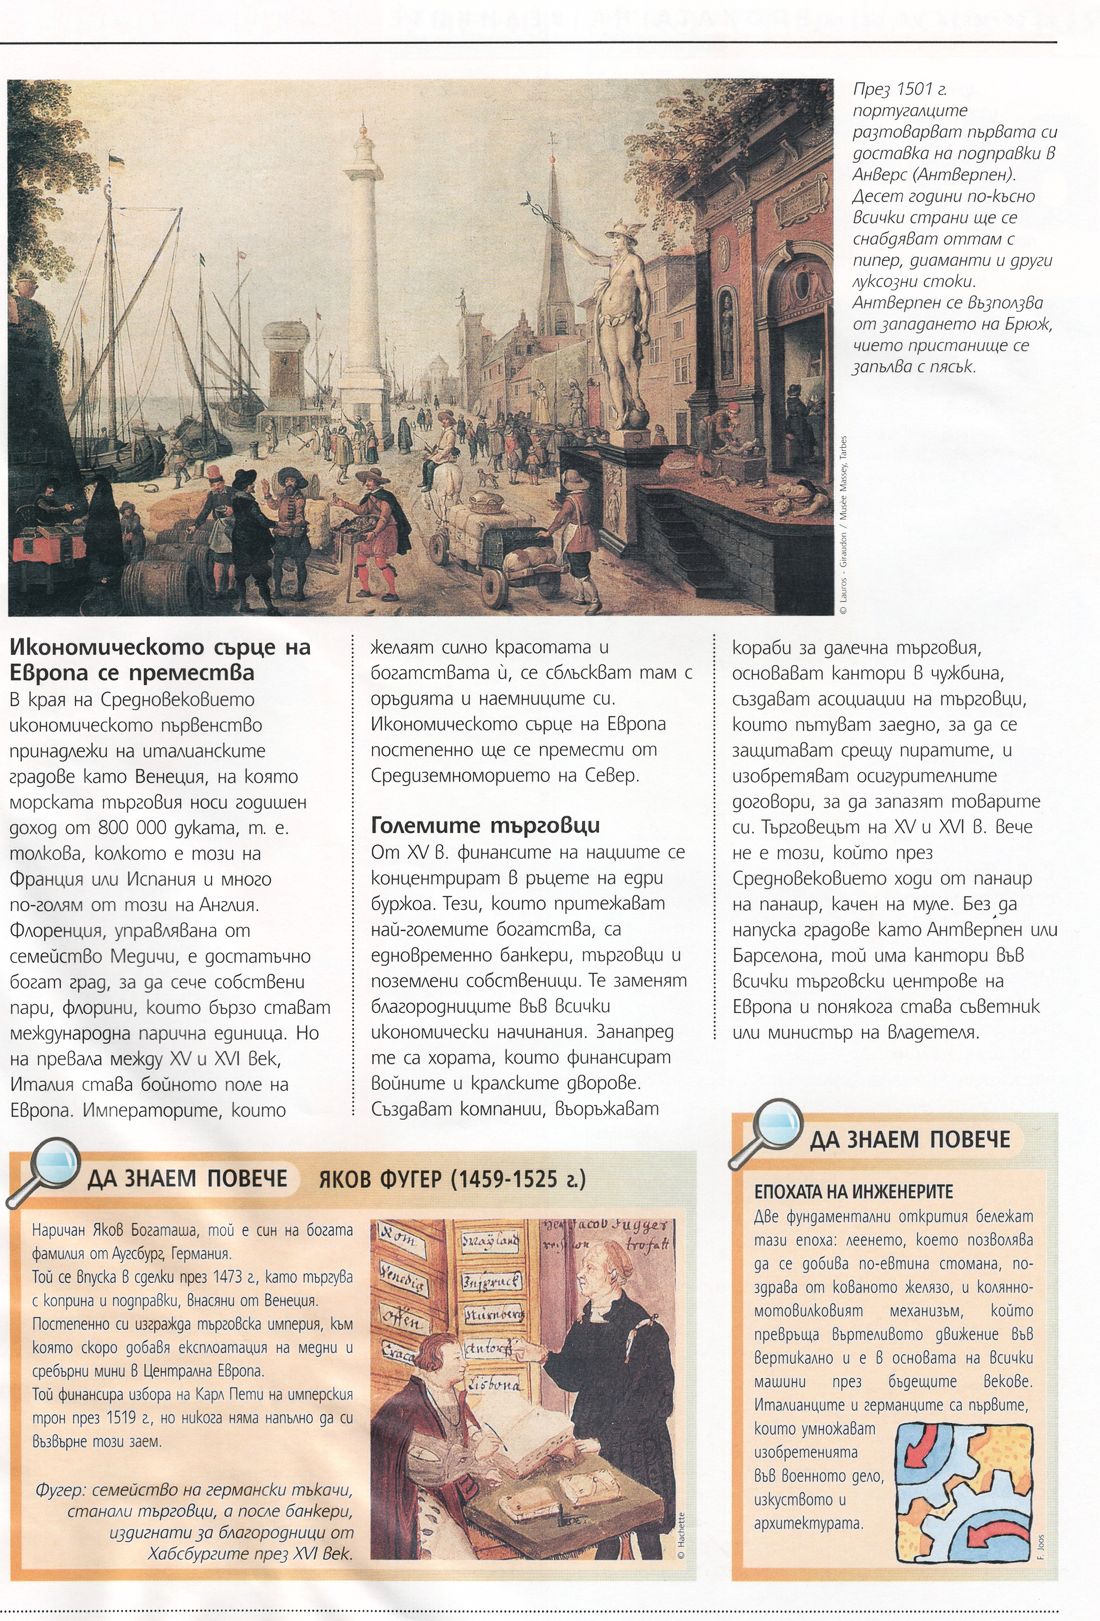 През 1501 г.
португалците
разтоварват първата си
доставка на подправки в
Анверс (Антверпен).
Десет години по-късно
всички страни ще се
снабдяват оттам с
пипер, диаманти и други
луксозни стоки.
Антверпен се възползва
от западането на Брюж,
чието пристанище се
запълва с пясък.
© Lauros - Giraudon / Musée Massey, Tarbes
Икономическото сърце на
Европа се премества
В края на Средновековието
икономическото първенство
принадлежи на италианските
градове като Венеция, на която
морската търговия носи годишен
доход от 800 000 дуката, т. е.
толкова, колкото е този на
Франция или Испания и много
по-голям от този на Англия.
Флоренция, управлявана от
семейство Медичи, е достатъчно
богат град, за да сече собствени
пари, флорини, които бързо стават
международна парична единица. Но
на превала между XV и XVI век,
Италия става бойното поле на
Европа. Императорите, които
желаят силно красотата и
богатствата ѝ, се сблъскват там с
оръдията и наемниците си.
Икономическото сърце на Европа
постепенно ще се премести от
Средиземноморието на Север.
Големите търговци
От XV в. финансите на нациите се
концентрират в ръцете на едри
буржоа. Тези, които притежават
най-големите богатства, са
едновременно банкери, търговци и
поземлени собственици. Те заменят
благородниците във всички
икономически начинания. Занапред
те са хората, които финансират
войните и кралските дворове.
Създават компании, въоръжават
кораби за далечна търговия,
основават кантори в чужбина,
създават асоциации на търговци,
които пътуват заедно, за да се
защитават срещу пиратите, и
изобретяват осигурителните
договори, за да запазят товарите
си. Търговецът на XV и XVI в. вече
не е този, който през
Средновековието ходи от панаир
на панаир, качен на муле. Без да
напуска градове като Антверпен или
Барселона, той има кантори във
всички търговски центрове на
Европа и понякога става съветник
или министър на владетеля.
ДА ЗНАЕМ ПОВЕЧЕ
ЯКОВ ФУГЕР (1459-1525 г.)
Наричан Яков Богаташа, той е син на богата
фамилия от Аугсбург, Германия.
Той се впуска в сделки през 1473 г., като търгува
с коприна и подправки, внасяни от Венеция.
Постепенно си изгражда търговска империя, към
която скоро добавя експлоатация на медни и
сребърни мини в Централна Европа.
Той финансира избора на Карл Пети на имперския
трон през 1519 г., но никога няма напълно да си
възвърне този заем.
Фугер: семейство на германски тъкачи,
станали търговци, а после банкери,
издигнати за благородници от
Хабсбургите през XVI век.
Rom
Venedig
Offen
Craca
Mayland
Inspruck
Nürnberg
Antorff
Lisbona
Jacob Fugger
© Hachette
ДА ЗНАЕМ ПОВЕЧЕ
ЕПОХАТА НА ИНЖЕНЕРИТЕ
Две фундаментални открития бележат
тази епоха: леенето, което позволява
да се добива по-евтина стомана, по-
здрава от кованото желязо, и колянно-
мотовилковият механизъм, който
превръща въртеливото движение във
вертикално и е в основата на всички
машини през бъдещите векове.
Италианците и германците са първите,
които умножават
изобретенията
във военното дело,
изкуството и
архитектурата.
F. Joos